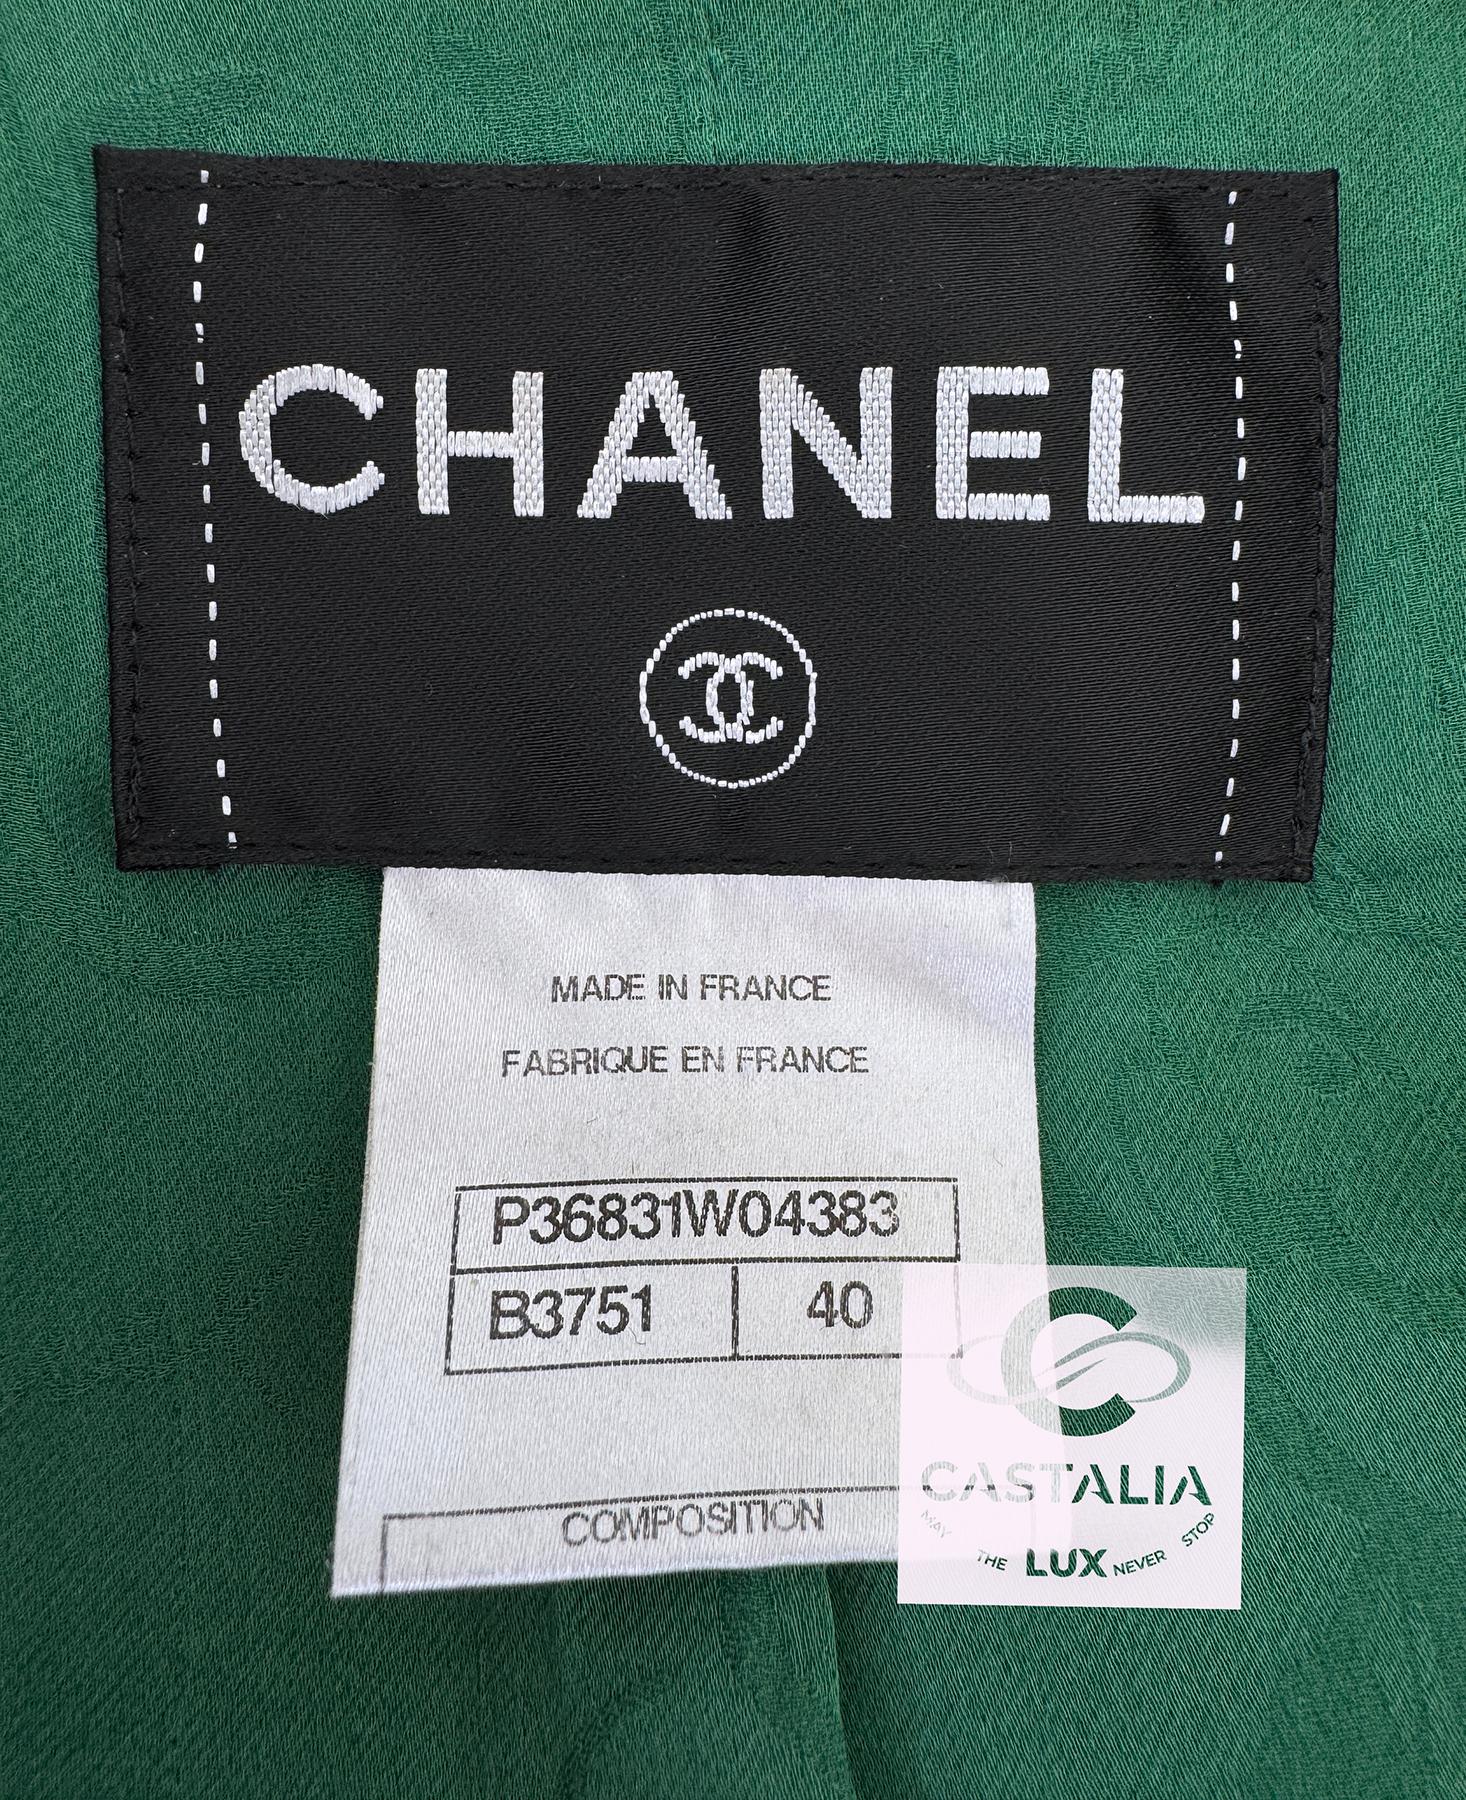 CHANEL
MADE IN FRANCE
FABRIQUE EN FRANCE
P36831W04383
B3751 40
COMPOSITION
CASTALIA
MAY THE LUX NEVER STOP